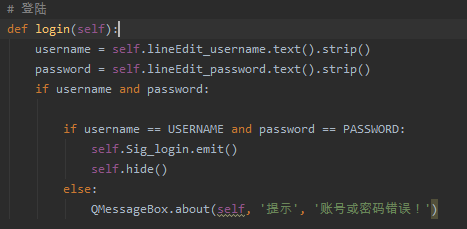 # 登陆
def login(self):
    username = self.lineEdit_username.text().strip()
    password = self.lineEdit_password.text().strip()
    if username and password:

        if username == USERNAME and password == PASSWORD:
            self.Sig_login.emit()
            self.hide()
        else:
            QMessageBox.about(self, '提示', '账号或密码错误！')